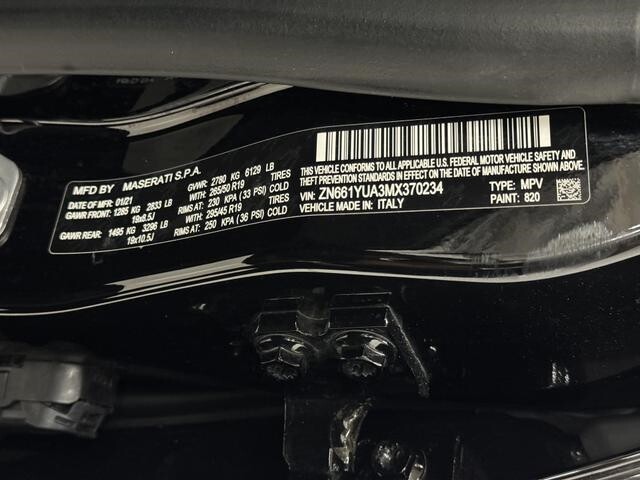 MFD BY MASERATI S.P.A.
DATE OF MFR: 01/21 GVWR: 2780 KG 6129 LB
GAWR FRONT: 1285 KG 2833 LB WITH 265/50 R19 TIRES
19x8.5J RIMS AT: 230 KPA (33 PSI) COLD
GAWR REAR: 1495 KG 3296 LB WITH 295/45 R19 TIRES
19x10.5J RIMS AT: 250 KPA (36 PSI) COLD
THIS VEHICLE CONFORMS TO ALL APPLICABLE U.S. FEDERAL MOTOR VEHICLE SAFETY AND
THEFT PREVENTION STANDARDS IN EFFECT ON THE DATE OF MANUFACTURE SHOWN ABOVE.
VIN: ZN661YUA3MX370234 TYPE: MPV
MADE IN: ITALY PAINT: 820